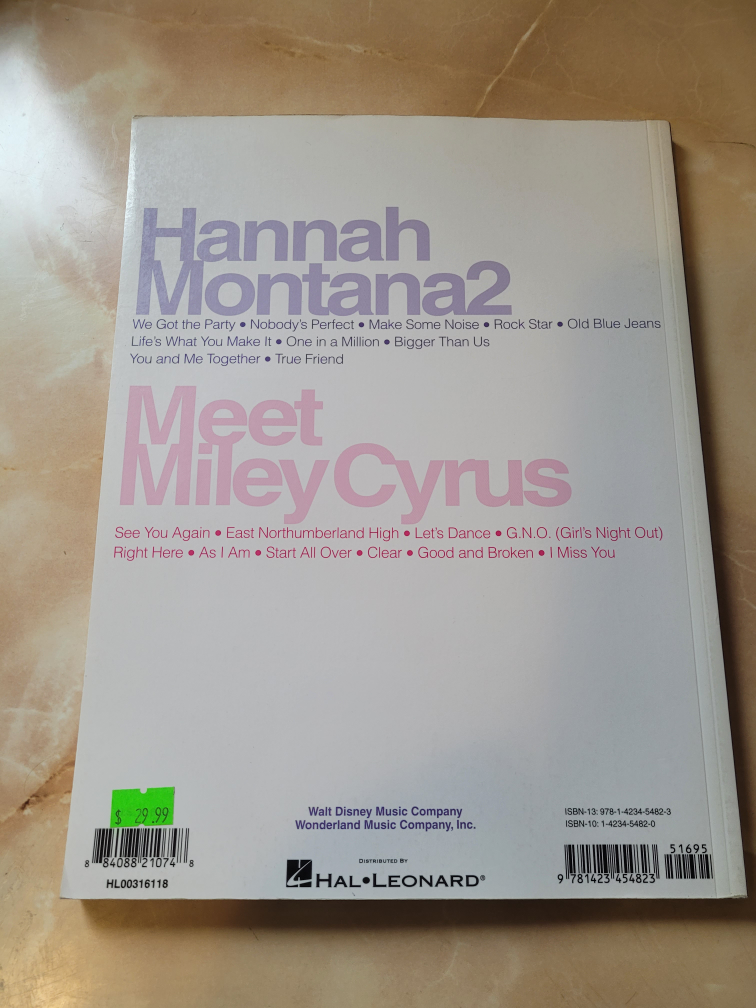 Hannah
Montana2
We Got the Party • Nobody's Perfect • Make Some Noise • Rock Star • Old Blue Jeans
Life's What You Make It • One in a Million • Bigger Than Us
You and Me Together • True Friend
Meet
Miley Cyrus
See You Again • East Northumberland High • Let's Dance • G.N.O. (Girl's Night Out)
Right Here • As I Am • Start All Over • Clear • Good and Broken • I Miss You
$ 29.99
8 84088 21074 8
HL00316118
Walt Disney Music Company
Wonderland Music Company, Inc.
DISTRIBUTED BY
HAL•LEONARD®
ISBN-13: 978-1-4234-5482-3
ISBN-10: 1-4234-5482-0
51695
9 781423 454823